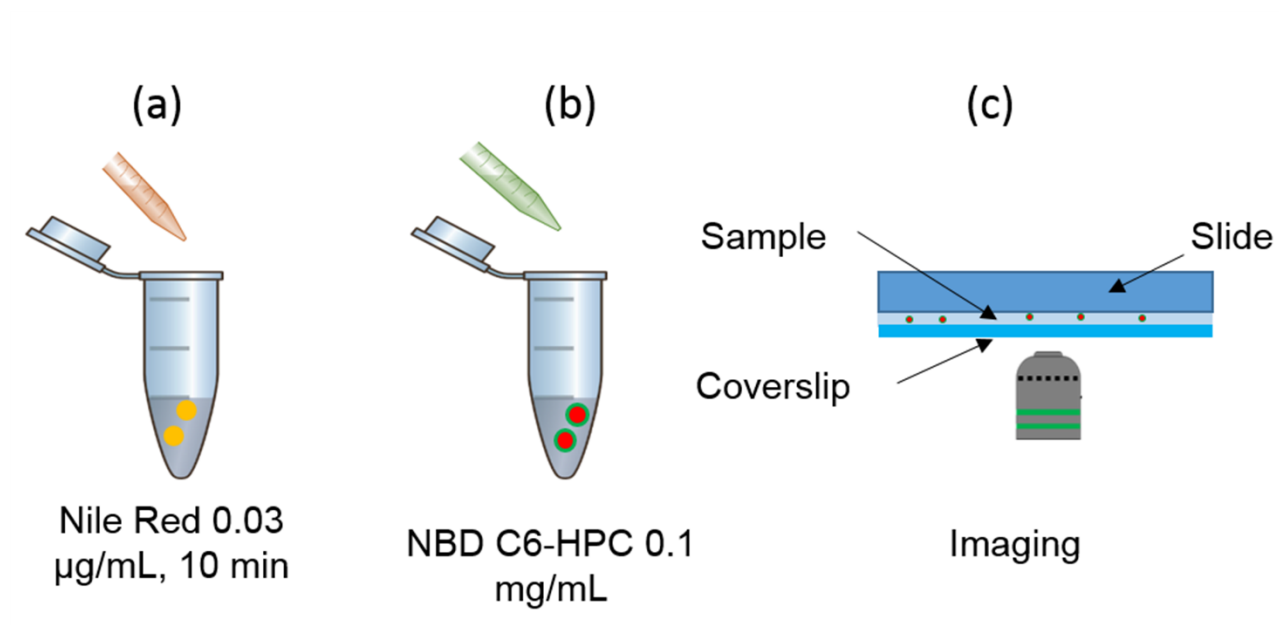 (a)
(b)
(c)
Sample
Slide
Coverslip
Nile Red 0.03
µg/mL, 10 min
NBD C6-HPC 0.1
mg/mL
Imaging